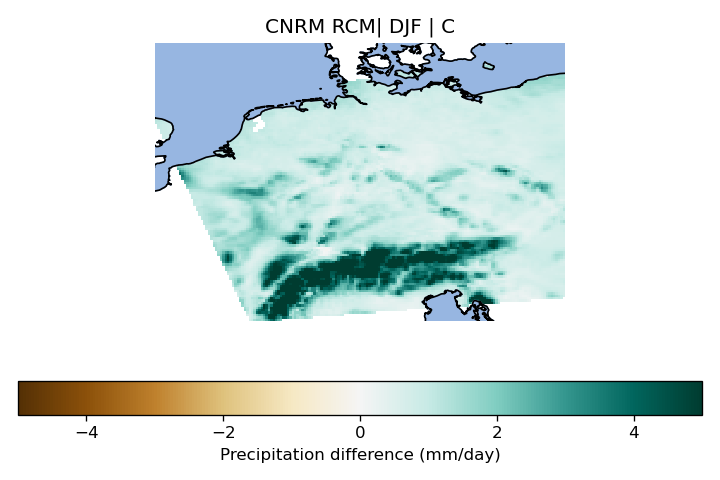 CNRM RCM| DJF | C
−4 −2 0 2 4
Precipitation difference (mm/day)